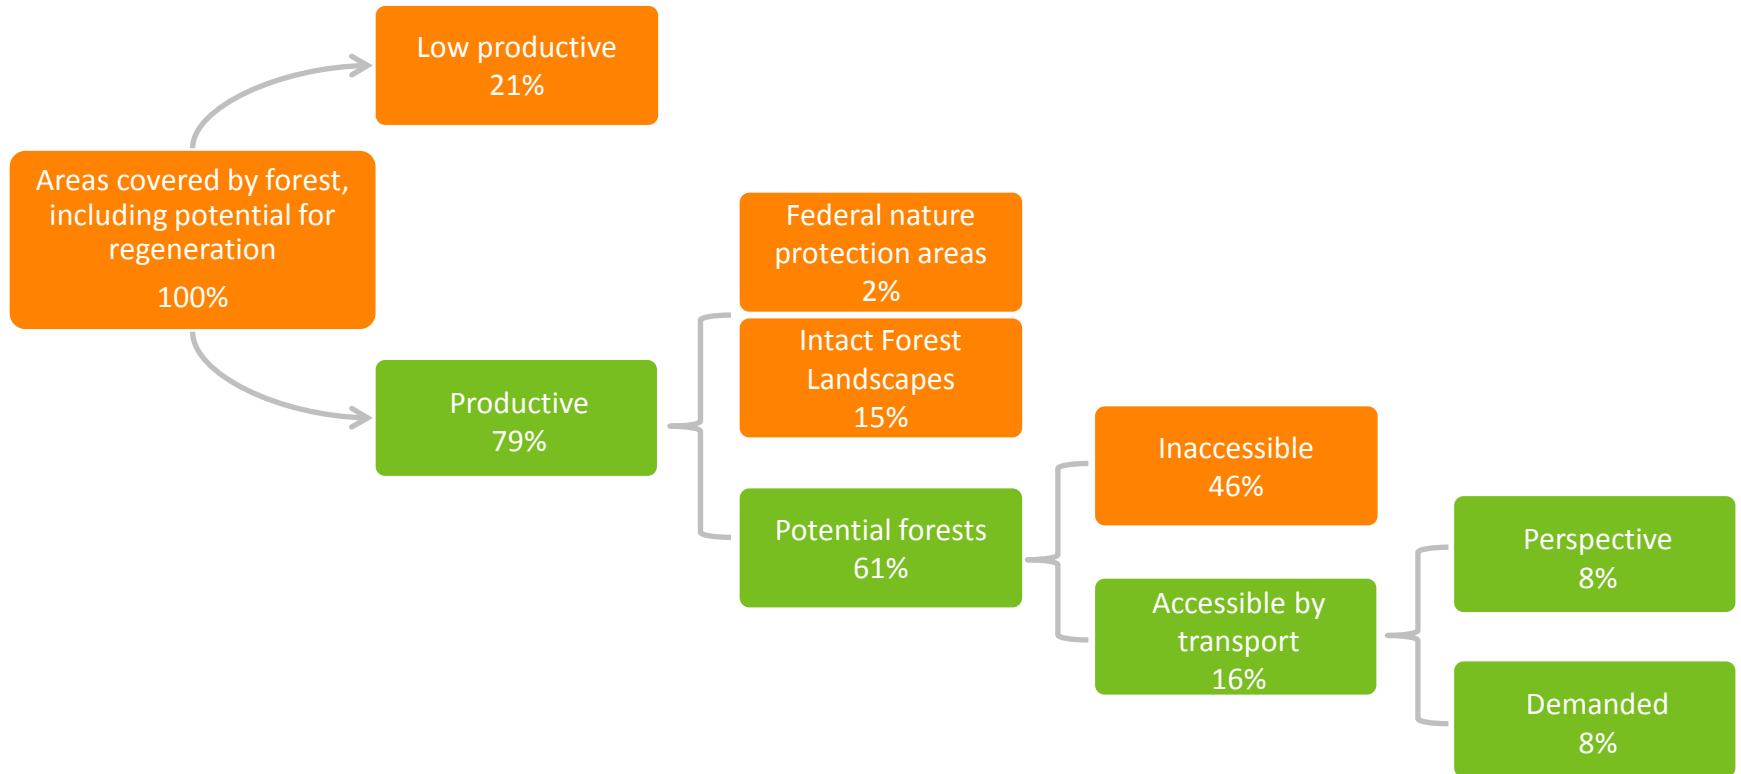 Low productive
21%
Areas covered by forest,
including potential for
regeneration
100%
Productive
79%
Federal nature
protection areas
2%
Intact Forest
Landscapes
15%
Potential forests
61%
Inaccessible
46%
Accessible by
transport
16%
Perspective
8%
Demanded
8%